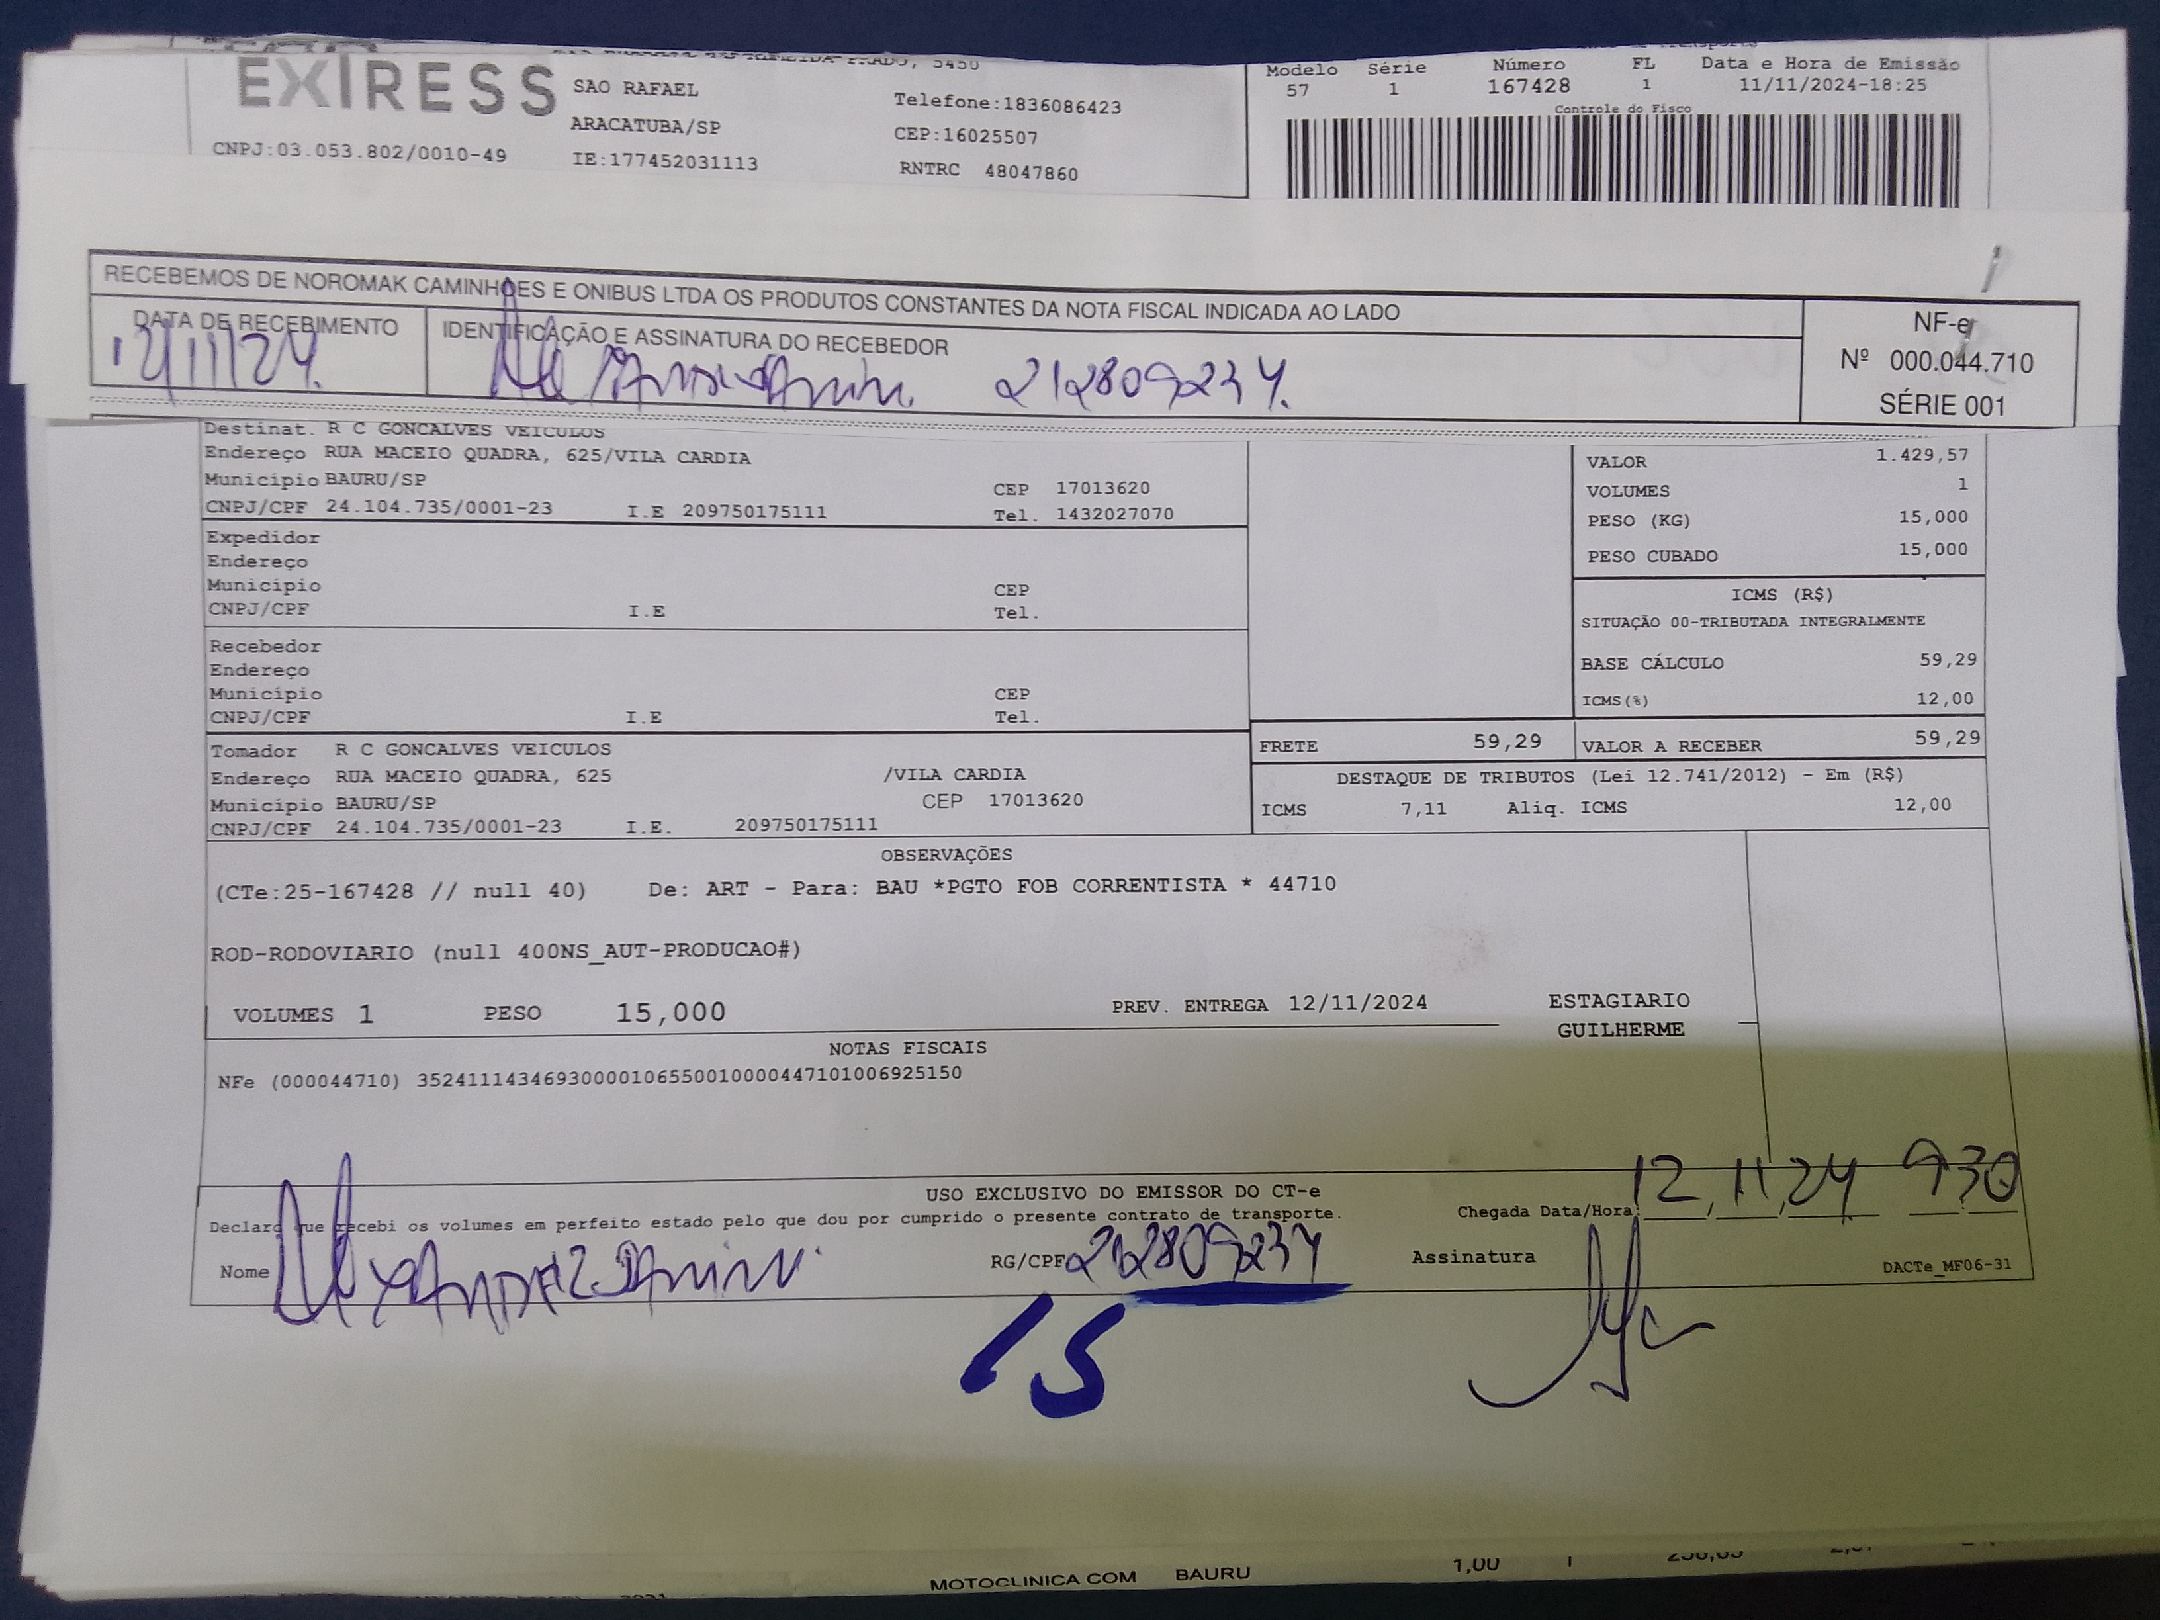 EXIRESS
SAO RAFAEL
ARACATUBA/SP
CNPJ:03.053.802/0010-49 IE:177452031113
5450
Telefone:1836086423
CEP:16025507
RNTRC 48047860
Modelo Série Número FL Data e Hora de Emissão
57 1 167428 1 11/11/2024-18:25
Controle do Fisco
RECEBEMOS DE NOROMAK CAMINHOES E ONIBUS LTDA OS PRODUTOS CONSTANTES DA NOTA FISCAL INDICADA AO LADO
DATA DE RECEBIMENTO IDENTIFICAÇÃO E ASSINATURA DO RECEBEDOR
12/11/24. 212809234.
NF-e
Nº 000.044.710
SÉRIE 001
Destinat. R C GONCALVES VEICULOS
Endereço RUA MACEIO QUADRA, 625/VILA CARDIA
Município BAURU/SP CEP 17013620
CNPJ/CPF 24.104.735/0001-23 I.E 209750175111 Tel. 1432027070
Expedidor
Endereço
Município CEP
CNPJ/CPF I.E Tel.
Recebedor
Endereço
Município CEP
CNPJ/CPF I.E Tel.
VALOR 1.429,57
VOLUMES 1
PESO (KG) 15,000
PESO CUBADO 15,000
ICMS (R$)
SITUAÇÃO 00-TRIBUTADA INTEGRALMENTE
BASE CÁLCULO 59,29
ICMS(%) 12,00
Tomador R C GONCALVES VEICULOS
Endereço RUA MACEIO QUADRA, 625 /VILA CARDIA
Município BAURU/SP CEP 17013620
CNPJ/CPF 24.104.735/0001-23 I.E. 209750175111
FRETE 59,29 VALOR A RECEBER 59,29
DESTAQUE DE TRIBUTOS (Lei 12.741/2012) - Em (R$)
ICMS 7,11 Aliq. ICMS 12,00
OBSERVAÇÕES
(CTe:25-167428 // null 40) De: ART - Para: BAU *PGTO FOB CORRENTISTA * 44710
ROD-RODOVIARIO (null 400NS_AUT-PRODUCAO#)
VOLUMES 1 PESO 15,000 PREV. ENTREGA 12/11/2024 ESTAGIARIO
GUILHERME
NOTAS FISCAIS
NFe (000044710) 35241114346930000106550010000447101006925150
USO EXCLUSIVO DO EMISSOR DO CT-e
Declaro que recebi os volumes em perfeito estado pelo que dou por cumprido o presente contrato de transporte. Chegada Data/Hora: 12/11/24 930
Nome RG/CPF 212809234 Assinatura DACTe_MF06-31
15
MOTOCLINICA COM BAURU 1,00